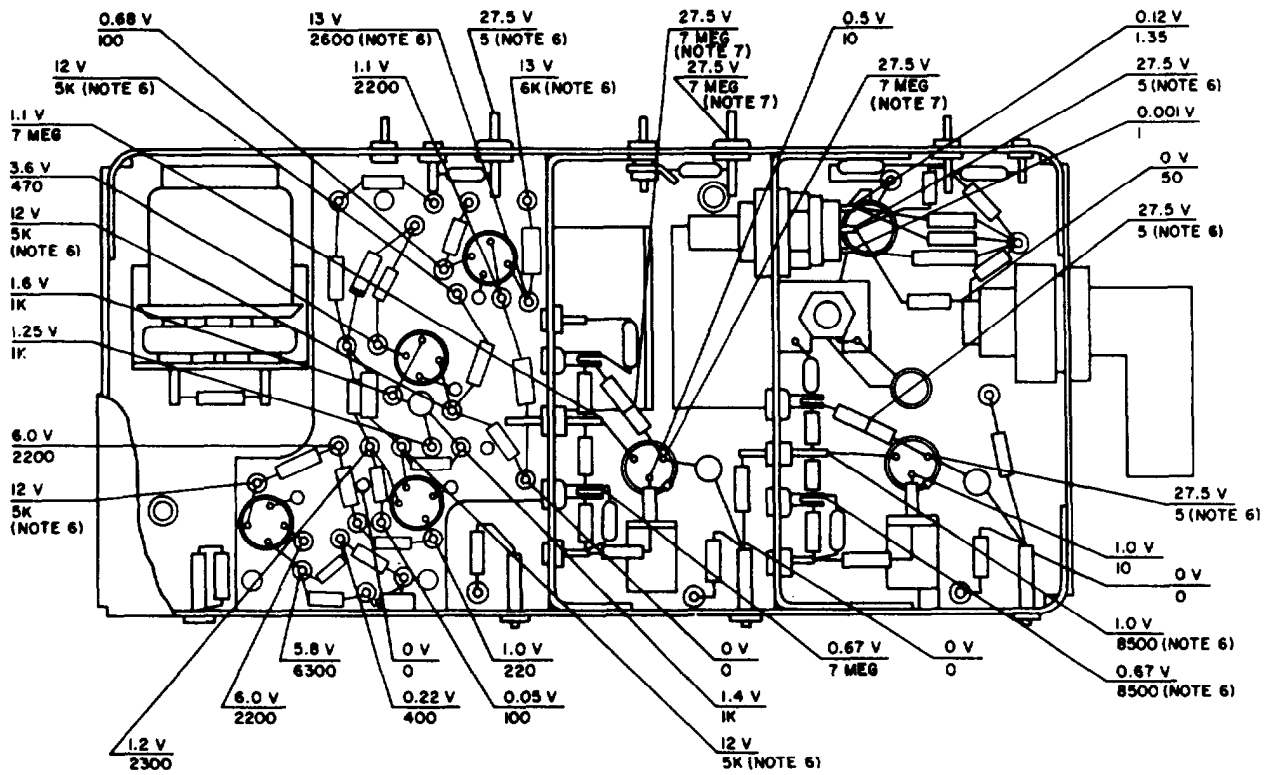 0.68 V
100
13 V
2600 (NOTE 6)
27.5 V
5 (NOTE 6)
27.5 V
7 MEG
(NOTE 7)
0.5 V
10
0.12 V
1.35
12 V
5K (NOTE 6)
1.1 V
2200
13 V
6K (NOTE 6)
27.5 V
7 MEG
(NOTE 7)
27.5 V
7 MEG
(NOTE 7)
27.5 V
5 (NOTE 6)
1.1 V
7 MEG
0.001 V
1
3.6 V
470
0 V
50
12 V
5K
(NOTE 6)
27.5 V
5 (NOTE 6)
1.6 V
1K
1.25 V
1K
6.0 V
2200
12 V
5K
(NOTE 6)
27.5 V
5 (NOTE 6)
1.0 V
10
0 V
0
1.0 V
8500 (NOTE 6)
0.67 V
8500 (NOTE 6)
5.8 V
6300
0 V
0
1.0 V
220
0 V
0
0.67 V
7 MEG
0 V
0
6.0 V
2200
0.22 V
400
0.05 V
100
1.4 V
1K
1.2 V
2300
12 V
5K (NOTE 6)